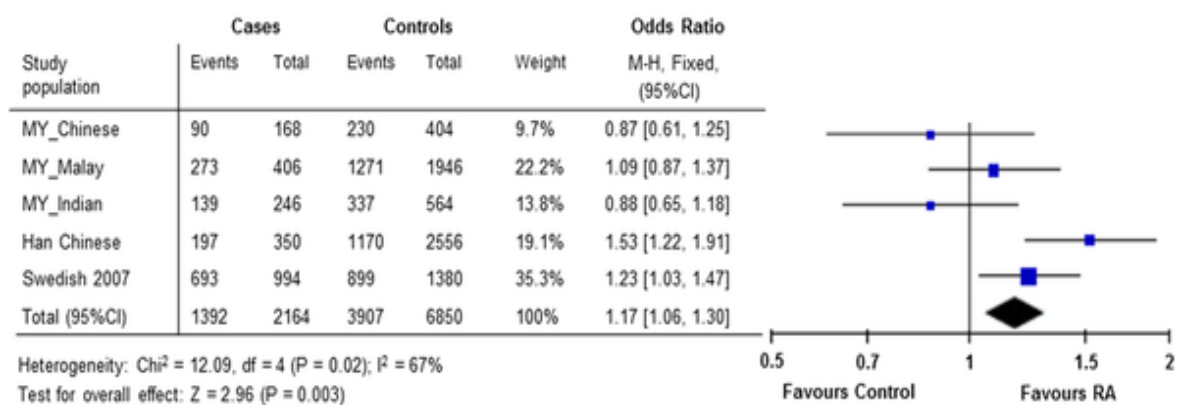 Cases Controls Odds Ratio
Study population Events Total Events Total Weight M-H, Fixed, (95%CI)
MY_Chinese 90 168 230 404 9.7% 0.87 [0.61, 1.25]
MY_Malay 273 406 1271 1946 22.2% 1.09 [0.87, 1.37]
MY_Indian 139 246 337 564 13.8% 0.88 [0.65, 1.18]
Han Chinese 197 350 1170 2556 19.1% 1.53 [1.22, 1.91]
Swedish 2007 693 994 899 1380 35.3% 1.23 [1.03, 1.47]
Total (95%CI) 1392 2164 3907 6850 100% 1.17 [1.06, 1.30]
Heterogeneity: Chi² = 12.09, df = 4 (P = 0.02); I² = 67%
Test for overall effect: Z = 2.96 (P = 0.003)
0.5 0.7 1 1.5 2
Favours Control Favours RA